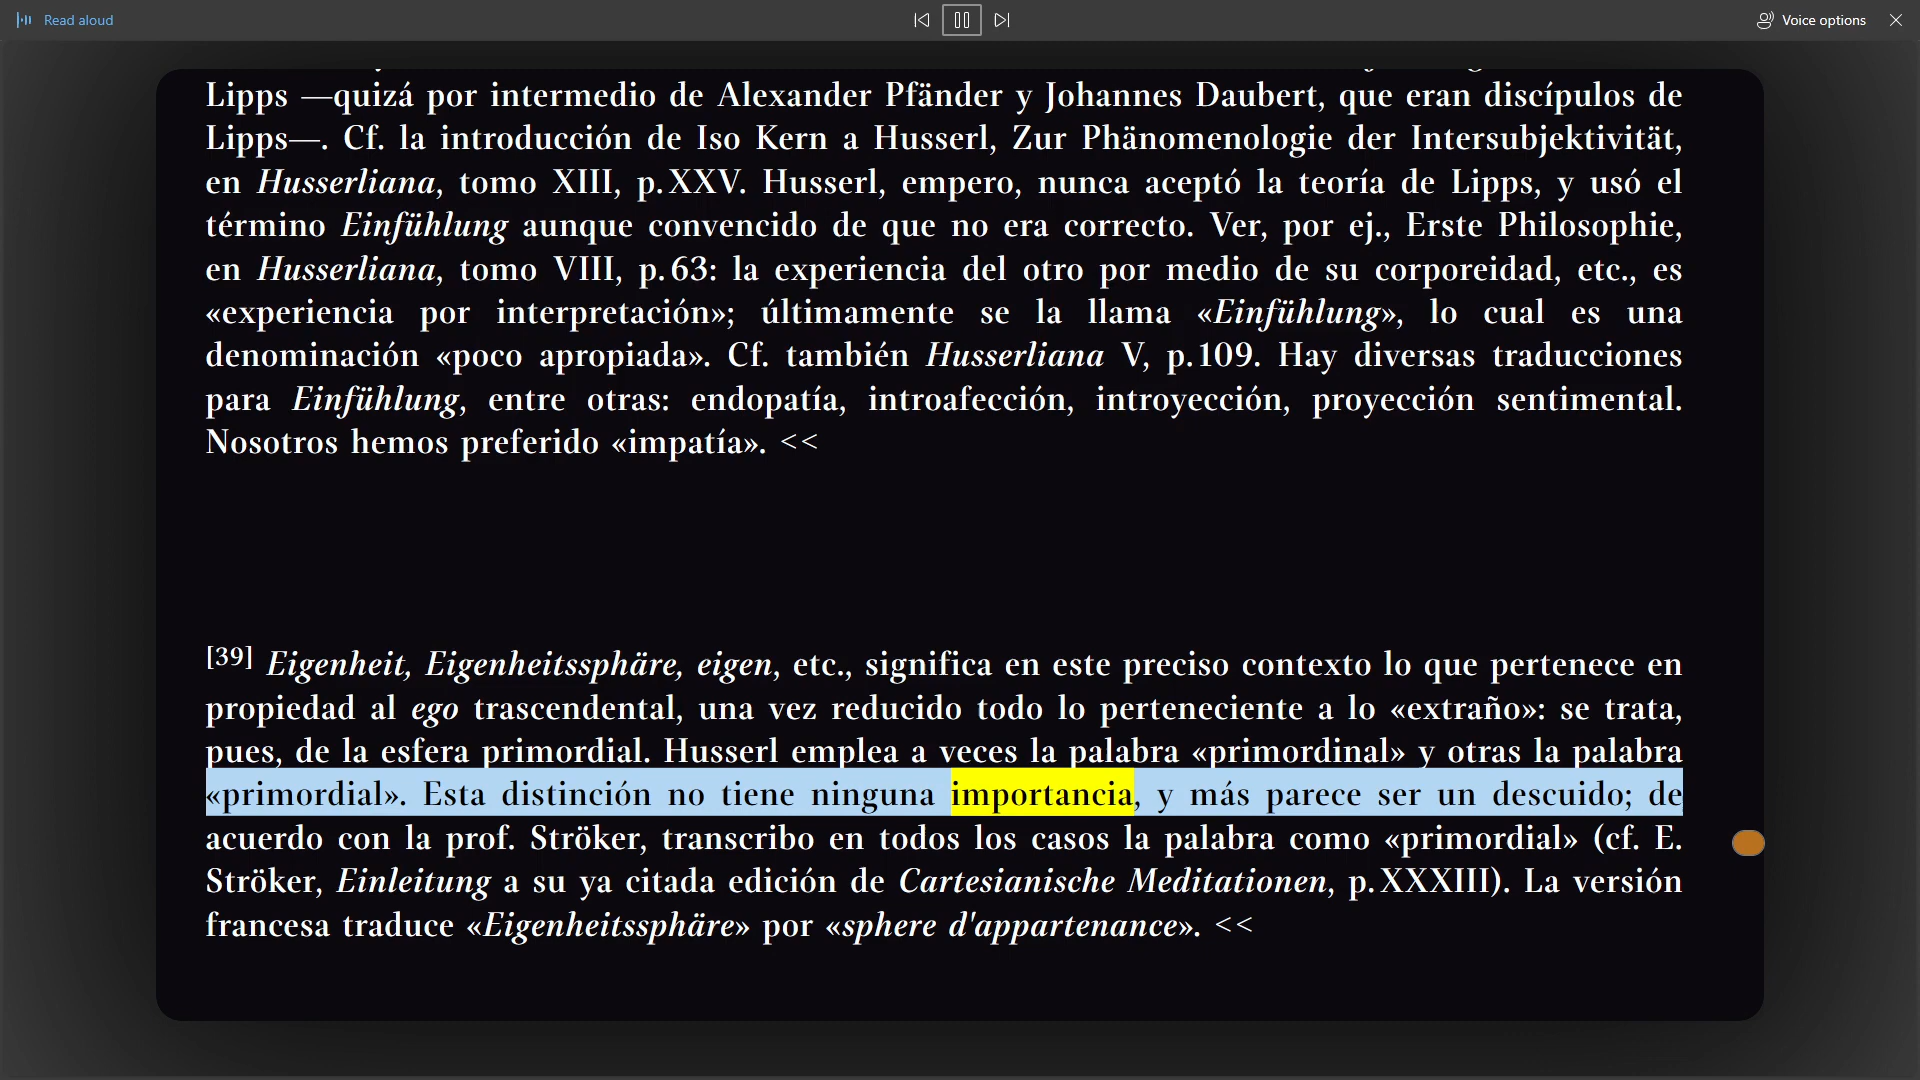 Read aloud
Voice options
Lipps —quizá por intermedio de Alexander Pfänder y Johannes Daubert, que eran discípulos de
Lipps—. Cf. la introducción de Iso Kern a Husserl, Zur Phänomenologie der Intersubjektivität,
en Husserliana, tomo XIII, p. XXV. Husserl, empero, nunca aceptó la teoría de Lipps, y usó el
término Einfühlung aunque convencido de que no era correcto. Ver, por ej., Erste Philosophie,
en Husserliana, tomo VIII, p. 63: la experiencia del otro por medio de su corporeidad, etc., es
«experiencia por interpretación»; últimamente se la llama «Einfühlung», lo cual es una
denominación «poco apropiada». Cf. también Husserliana V, p. 109. Hay diversas traducciones
para Einfühlung, entre otras: endopatía, introafección, introyección, proyección sentimental.
Nosotros hemos preferido «impatía». <<
[39] Eigenheit, Eigenheitssphäre, eigen, etc., significa en este preciso contexto lo que pertenece en
propiedad al ego trascendental, una vez reducido todo lo perteneciente a lo «extraño»: se trata,
pues, de la esfera primordial. Husserl emplea a veces la palabra «primordinal» y otras la palabra
«primordial». Esta distinción no tiene ninguna importancia, y más parece ser un descuido; de
acuerdo con la prof. Ströker, transcribo en todos los casos la palabra como «primordial» (cf. E.
Ströker, Einleitung a su ya citada edición de Cartesianische Meditationen, p. XXXIII). La versión
francesa traduce «Eigenheitssphäre» por «sphere d'appartenance». <<